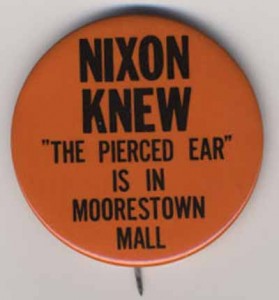 NIXON
KNEW
"THE PIERCED EAR"
IS IN
MOORESTOWN
MALL